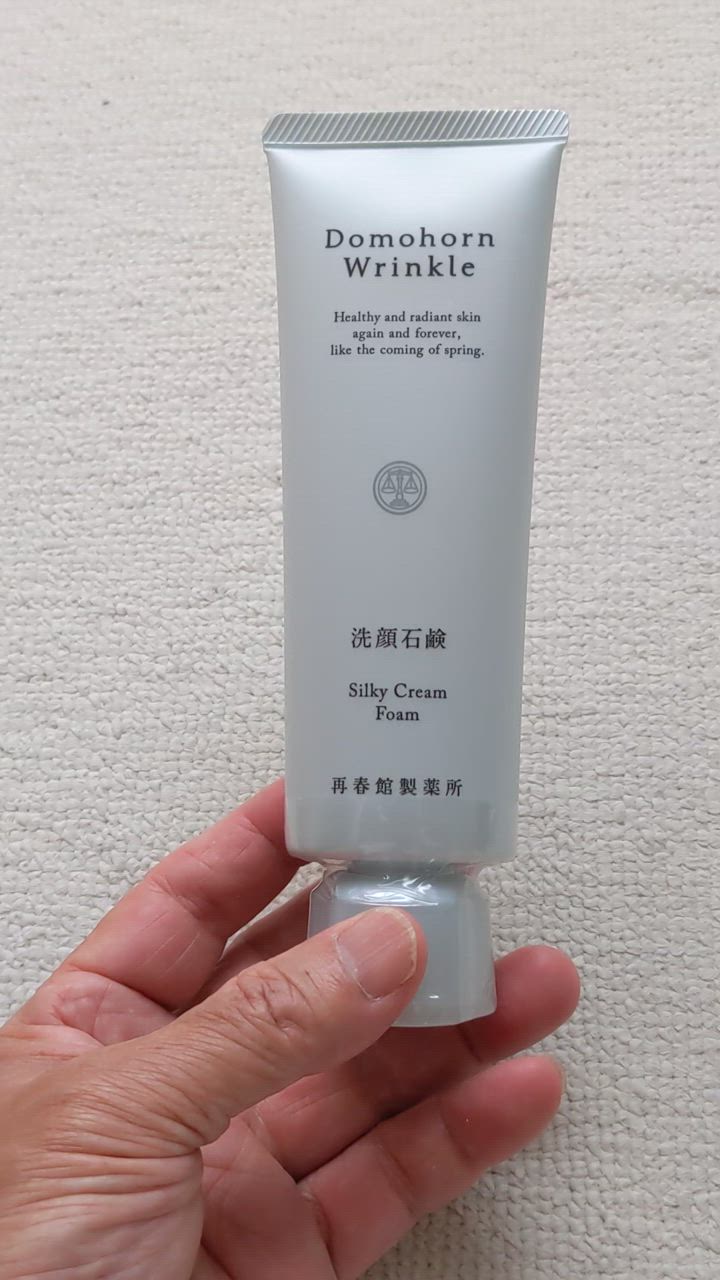 Domohorn
Wrinkle
Healthy and radiant skin
again and forever,
like the coming of spring.
洗顔石鹸
Silky Cream
Foam
再春館製薬所